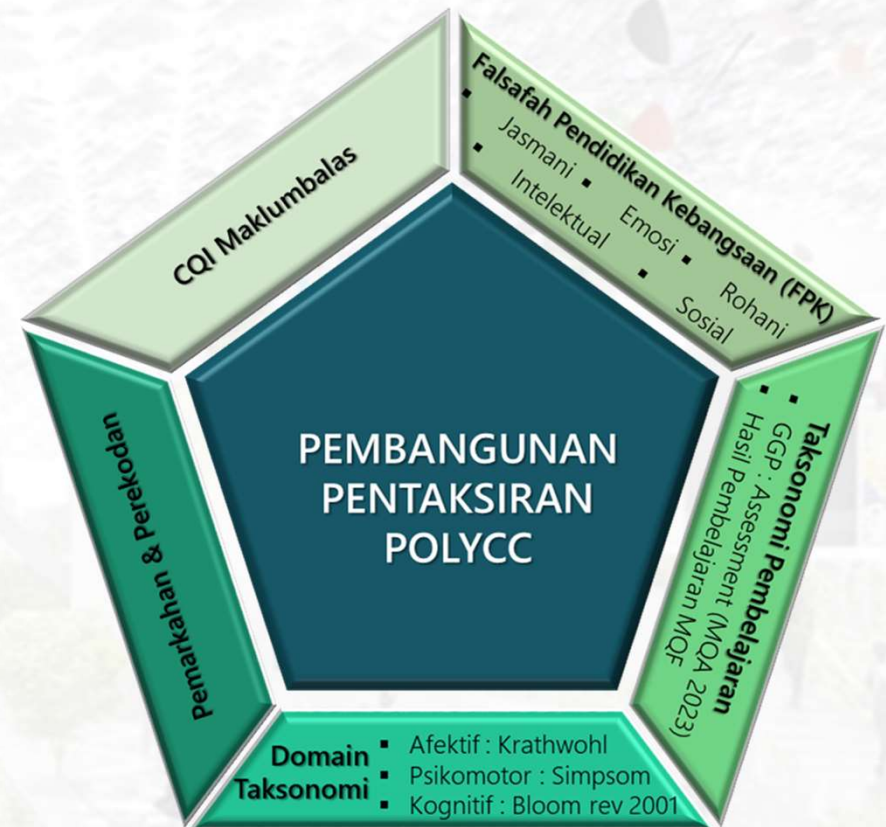 CQI Maklumbalas
Falsafah Pendidikan Kebangsaan (FPK)
▪ Jasmani ▪ Emosi ▪ Rohani
▪ Intelektual ▪ Sosial
Taksonomi Pembelajaran
▪ GGP : Assessment (MQA 2023)
▪ Hasil Pembelajaran MQF
Domain
Taksonomi
▪ Afektif : Krathwohl
▪ Psikomotor : Simpsom
▪ Kognitif : Bloom rev 2001
Pemarkahan & Perekodan
PEMBANGUNAN
PENTAKSIRAN
POLYCC